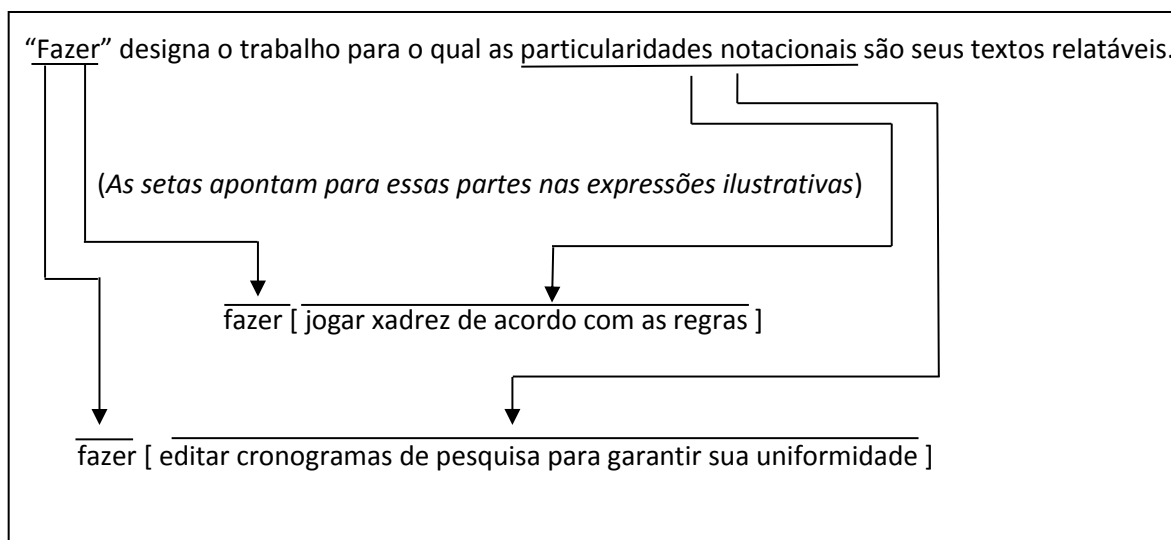 “Fazer” designa o trabalho para o qual as particularidades notacionais são seus textos relatáveis.
(As setas apontam para essas partes nas expressões ilustrativas)
fazer [ jogar xadrez de acordo com as regras ]
fazer [ editar cronogramas de pesquisa para garantir sua uniformidade ]